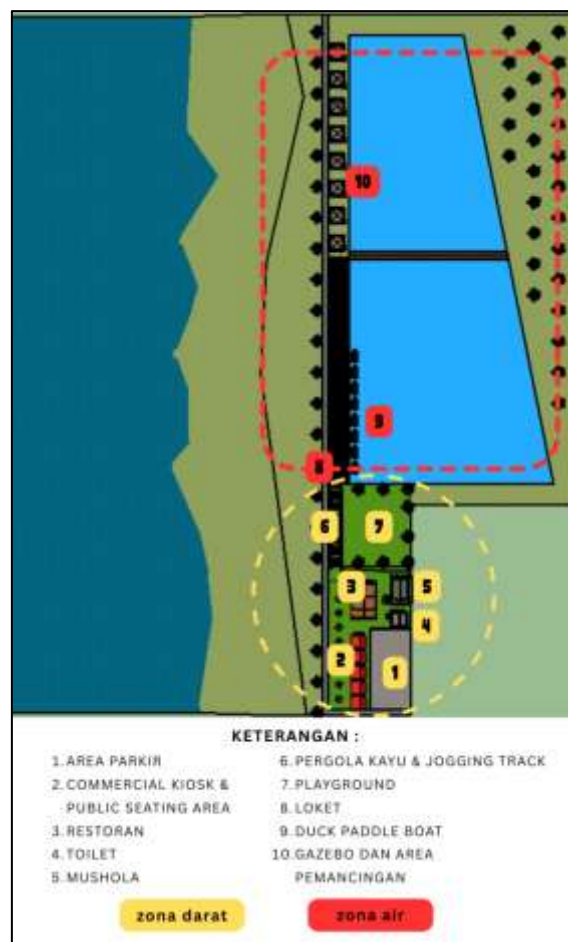 10
9
8
6
7
3
5
4
2
1
KETERANGAN :
1. AREA PARKIR
2. COMMERCIAL KIOSK &
PUBLIC SEATING AREA
3. RESTORAN
4. TOILET
5. MUSHOLA
6. PERGOLA KAYU & JOGGING TRACK
7. PLAYGROUND
8. LOKET
9. DUCK PADDLE BOAT
10. GAZEBO DAN AREA
PEMANCINGAN
zona darat
zona air